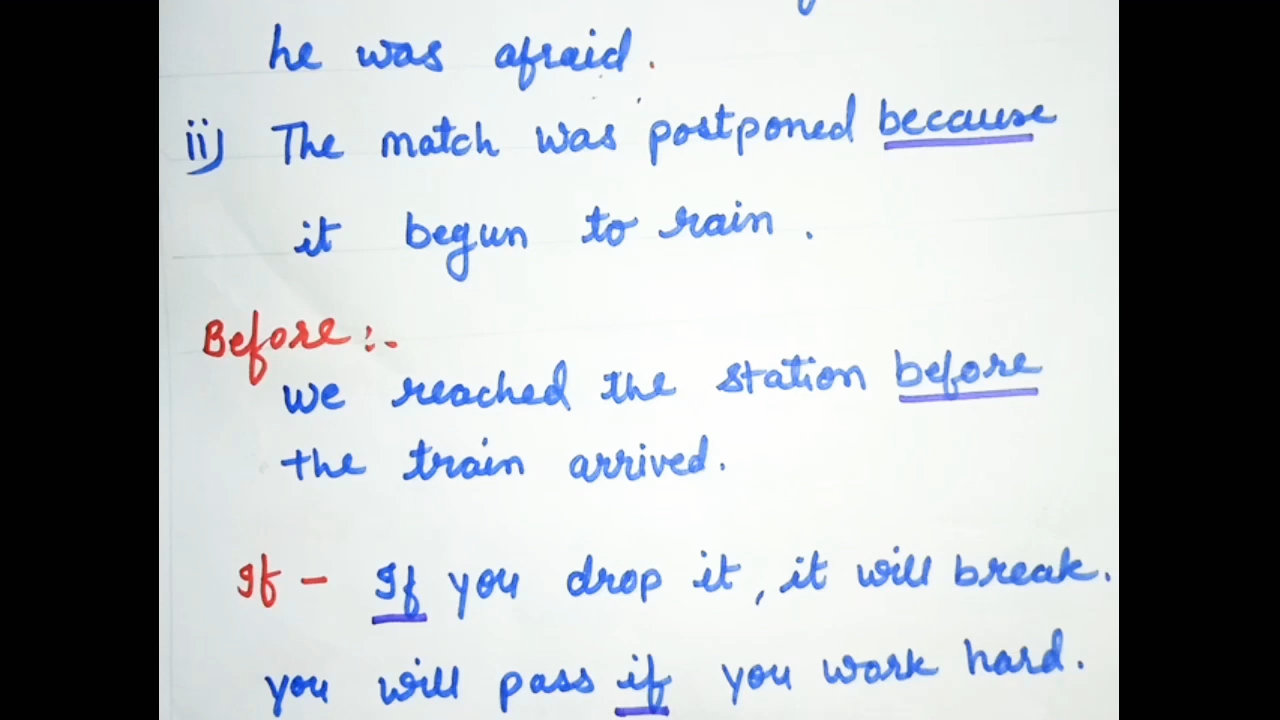 he was afraid.
ii) The match was postponed because
it begun to rain.
Before:-
we reached the station before
the train arrived.
If - If you drop it, it will break.
you will pass if you work hard.